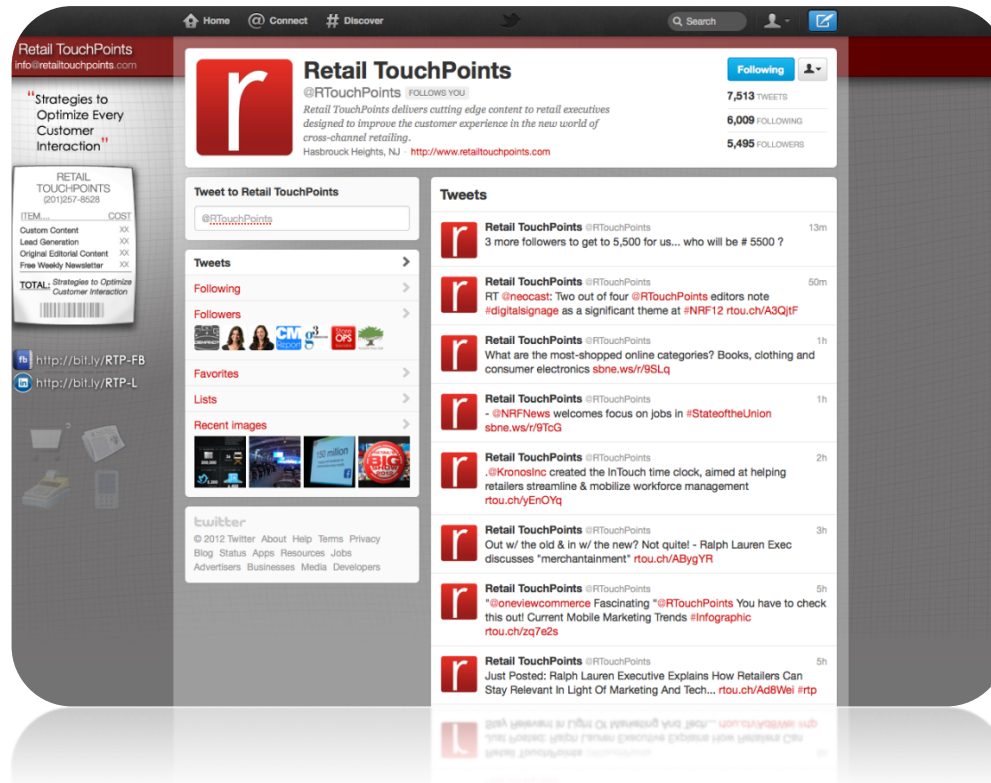 Home @ Connect # Discover Search
Retail TouchPoints
info@retailtouchpoints.com
"Strategies to
Optimize Every
Customer
Interaction"
RETAIL
TOUCHPOINTS
(201)257-8528
ITEM.... COST
Custom Content XX
Lead Generation XX
Original Editorial Content XX
Free Weekly Newsletter XX
TOTAL: Strategies to Optimize
Customer Interaction
fb http://bit.ly/RTP-FB
in http://bit.ly/RTP-L
r
Retail TouchPoints
@RTouchPoints FOLLOWS YOU
Retail TouchPoints delivers cutting edge content to retail executives
designed to improve the customer experience in the new world of
cross-channel retailing.
Hasbrouck Heights, NJ · http://www.retailtouchpoints.com
Following
7,513 TWEETS
6,009 FOLLOWING
5,495 FOLLOWERS
Tweet to Retail TouchPoints
@RTouchPoints
Tweets
Following
Followers
CM
Report
g3
Store
OPS
Favorites
Lists
Recent images
150 million
BIG
SHOW
twitter
© 2012 Twitter About Help Terms Privacy
Blog Status Apps Resources Jobs
Advertisers Businesses Media Developers
Tweets
r
Retail TouchPoints @RTouchPoints 13m
3 more followers to get to 5,500 for us... who will be # 5500 ?
r
Retail TouchPoints @RTouchPoints 50m
RT @neocast: Two out of four @RTouchPoints editors note
#digitalsignage as a significant theme at #NRF12 rtou.ch/A3QjtF
r
Retail TouchPoints @RTouchPoints 1h
What are the most-shopped online categories? Books, clothing and
consumer electronics sbne.ws/r/9SLq
r
Retail TouchPoints @RTouchPoints 1h
- @NRFNews welcomes focus on jobs in #StateoftheUnion
sbne.ws/r/9TcG
r
Retail TouchPoints @RTouchPoints 2h
.@KronosInc created the InTouch time clock, aimed at helping
retailers streamline & mobilize workforce management
rtou.ch/yEnOYq
r
Retail TouchPoints @RTouchPoints 3h
Out w/ the old & in w/ the new? Not quite! - Ralph Lauren Exec
discusses "merchantainment" rtou.ch/ABygYR
r
Retail TouchPoints @RTouchPoints 5h
"@oneviewcommerce Fascinating "@RTouchPoints You have to check
this out! Current Mobile Marketing Trends #Infographic
rtou.ch/zq7e2s
r
Retail TouchPoints @RTouchPoints 5h
Just Posted: Ralph Lauren Executive Explains How Retailers Can
Stay Relevant In Light Of Marketing And Tech... rtou.ch/Ad8Wei #rtp